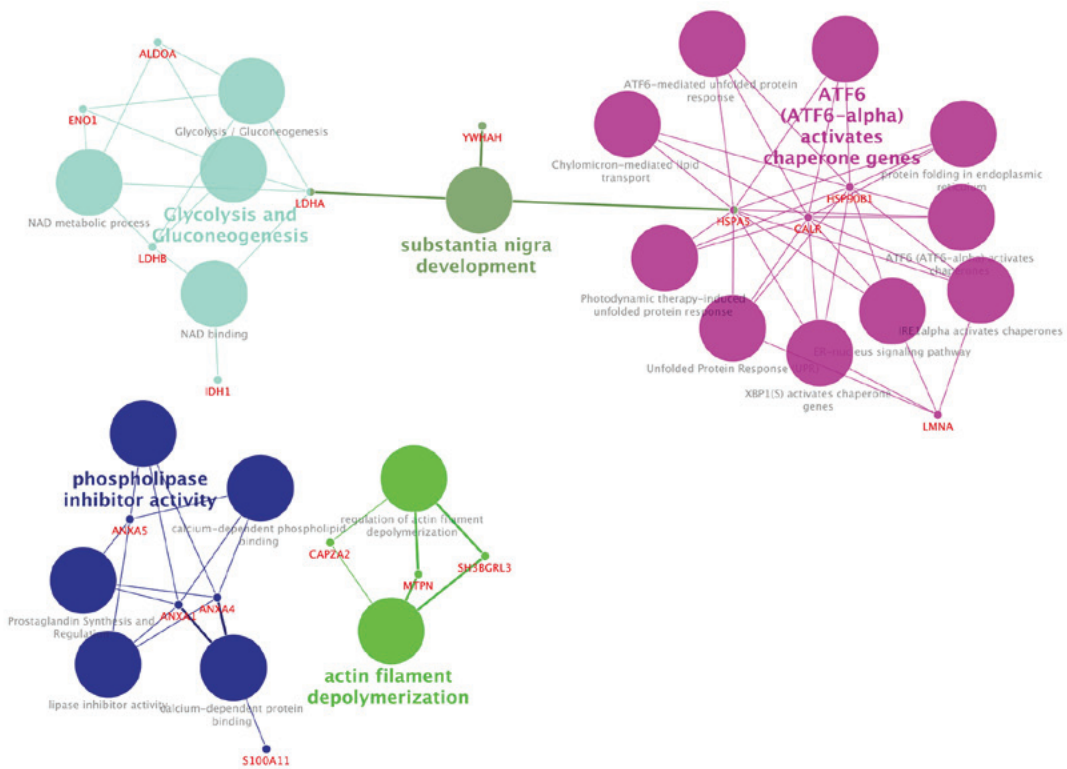 ALDOA
ENO1
Glycolysis / Gluconeogenesis
NAD metabolic process
LDHA
Glycolysis and
Gluconeogenesis
LDHB
NAD binding
IDH1
YWHAH
substantia nigra
development
ATF6-mediated unfolded protein
response
ATF6
(ATF6-alpha)
activates
chaperone genes
Chylomicron-mediated lipid
transport
protein folding in endoplasmic
reticulum
HSP90B1
HSPA5
CALR
ATF6 (ATF6-alpha) activates
chaperones
Photodynamic therapy-induced
unfolded protein response
IRE1alpha activates chaperones
ER-nucleus signaling pathway
Unfolded Protein Response (UPR)
XBP1(S) activates chaperone
genes
LMNA
phospholipase
inhibitor activity
ANXA5
calcium-dependent phospholipid
binding
Prostaglandin Synthesis and
Regulation
ANXA1
ANXA4
lipase inhibitor activity
calcium-dependent protein
binding
S100A11
regulation of actin filament
depolymerization
CAPZA2
MTPN
SH3BGRL3
actin filament
depolymerization